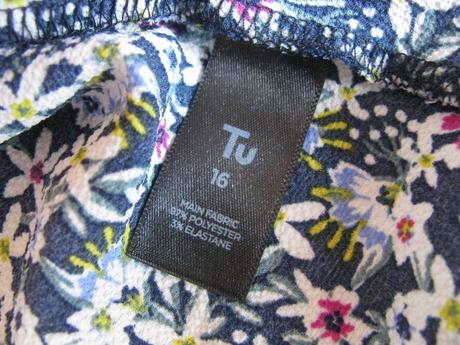 Tu
16
MAIN FABRIC
97% POLYESTER
3% ELASTANE